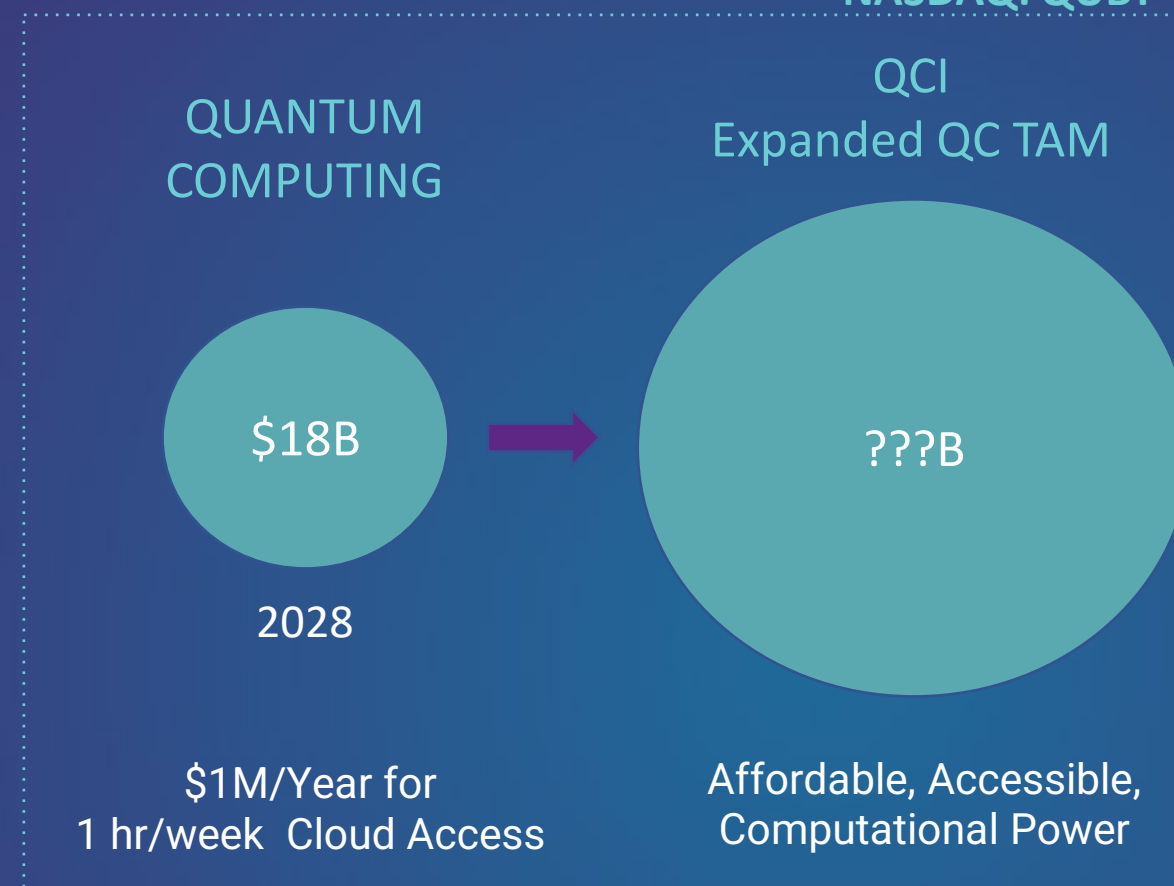 QUANTUM
COMPUTING
QCI
Expanded QC TAM
$18B
???B
2028
$1M/Year for
1 hr/week Cloud Access
Affordable, Accessible,
Computational Power